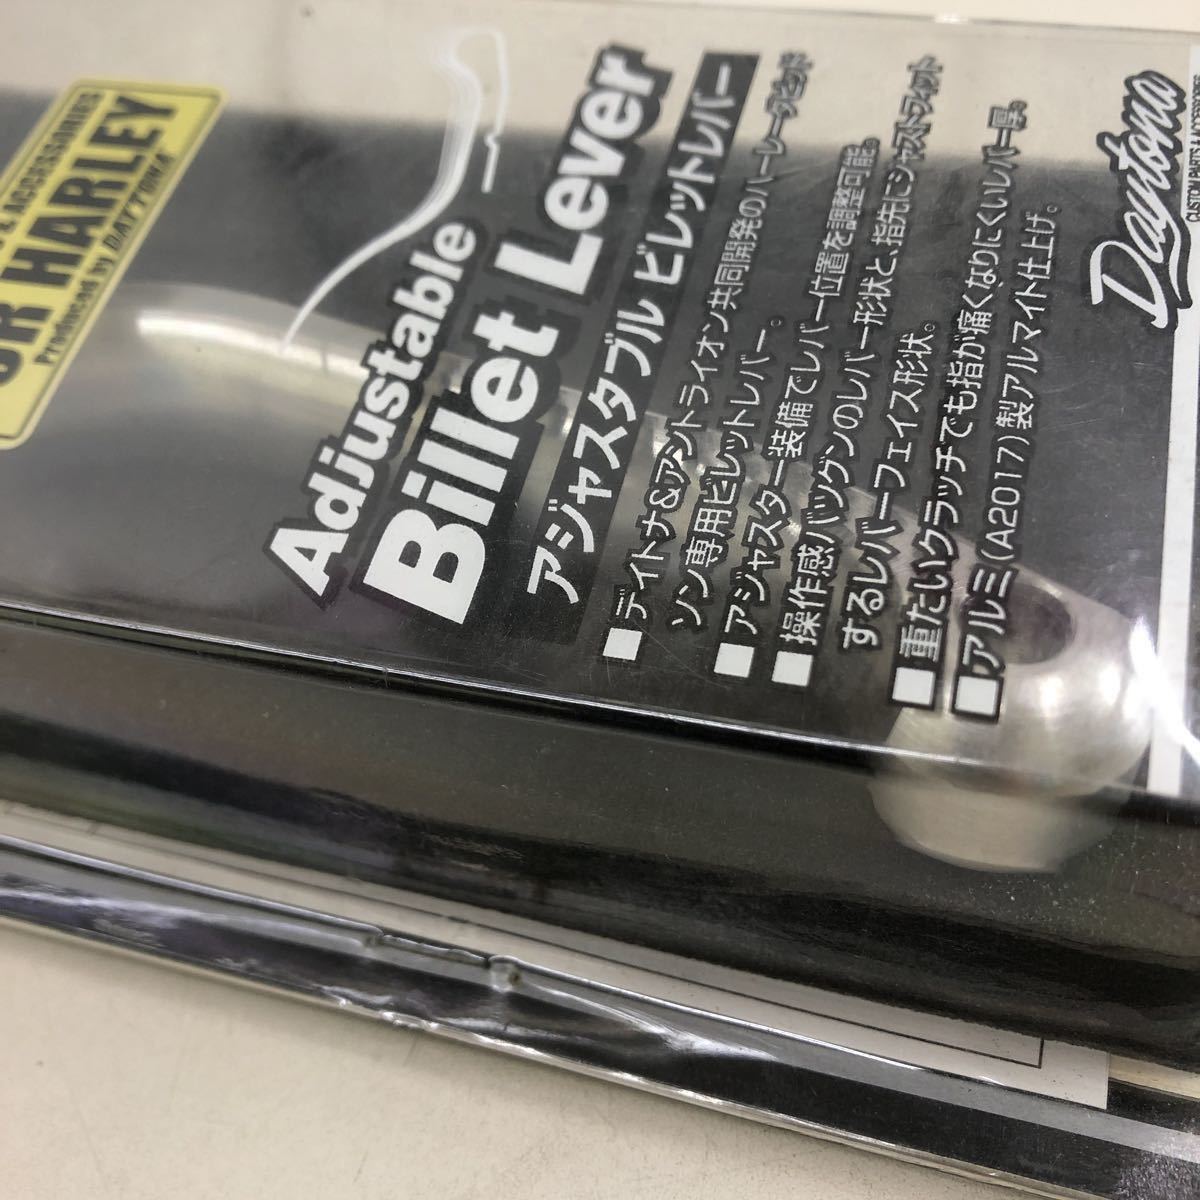 ACCESSORIES
HARLEY
Produced by DAYTONA
Adjustable
Billet Lever
アジャスタブル ビレットレバー
■デイトナ&アントライオン共同開発のハーレーダビッド
ソン専用ビレットレバー。
■アジャスター装備でレバー位置を調整可能。
■操作感バツグンのレバー形状と、指先にジャストフィット
するレバーフェイス形状。
■重たいクラッチでも指が痛くなりにくいレバー厚。
■アルミ(A2017)製アルマイト仕上げ。
Daytona
CUSTOM PARTS & ACCESSORIES